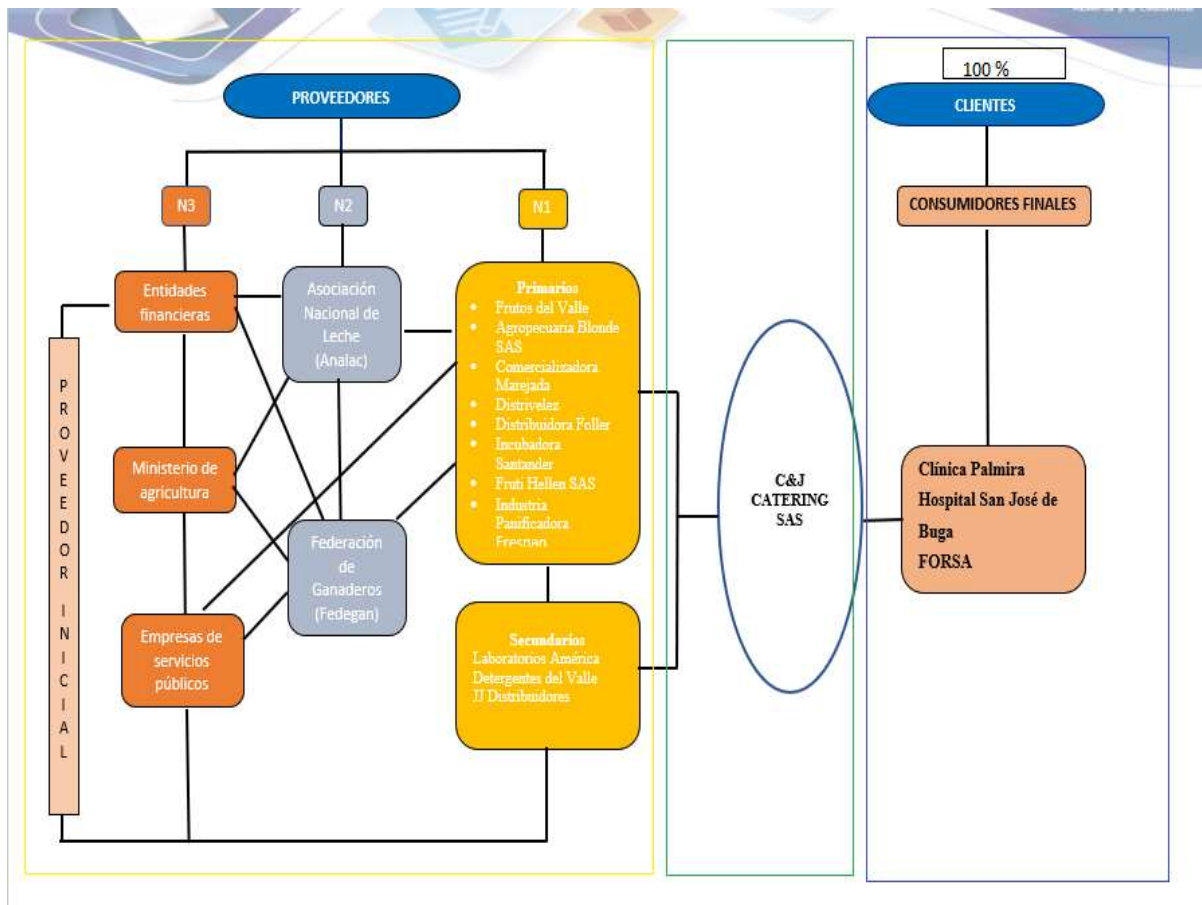 100 %
PROVEEDORES
CLIENTES
N3
N2
N1
CONSUMIDORES FINALES
Entidades
financieras
Asociación
Nacional de
Leche
(Analac)
Primarios
Frutos del Valle
Agropecuaria Blonde
SAS
Comercializadora
Marejada
Distrivelez
Distribuidora Foller
Incubadora
Santander
Fruti Hellen SAS
Industria
Panificadora
PROVEEDOR INICIAL
Ministerio de
agricultura
Federación
de
Ganaderos
(Fedegan)
Empresas de
servicios
públicos
Secundarios
Laboratorios América
Detergentes del Valle
JJ Distribuidores
C&J
CATERING
SAS
Clínica Palmira
Hospital San José de
Buga
FORSA